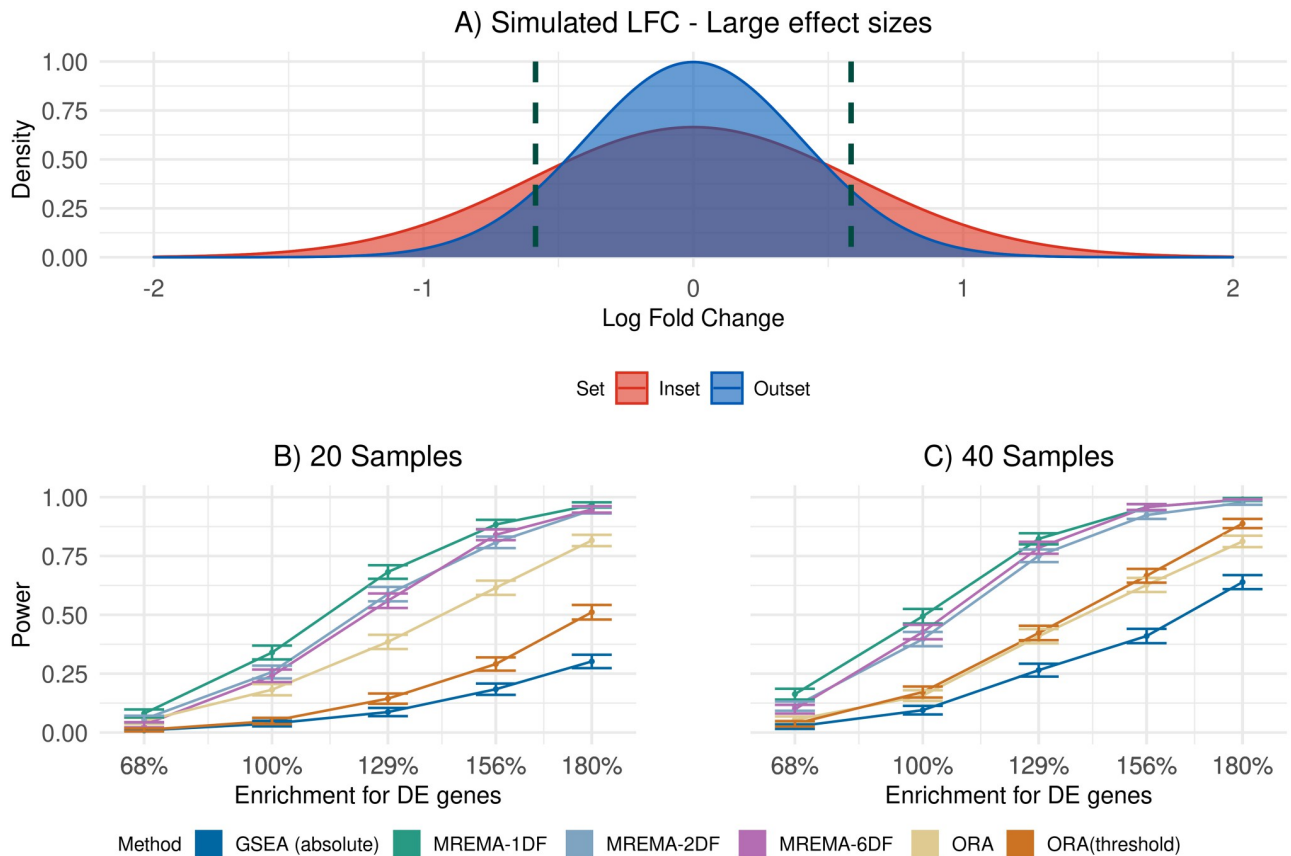 A) Simulated LFC - Large effect sizes
1.00
0.75
0.50
0.25
0.00
Density
-2 -1 0 1 2
Log Fold Change
Set Inset Outset
B) 20 Samples
1.00
0.75
0.50
0.25
0.00
Power
68% 100% 129% 156% 180%
Enrichment for DE genes
C) 40 Samples
68% 100% 129% 156% 180%
Enrichment for DE genes
Method GSEA (absolute) MREMA-1DF MREMA-2DF MREMA-6DF ORA ORA(threshold)